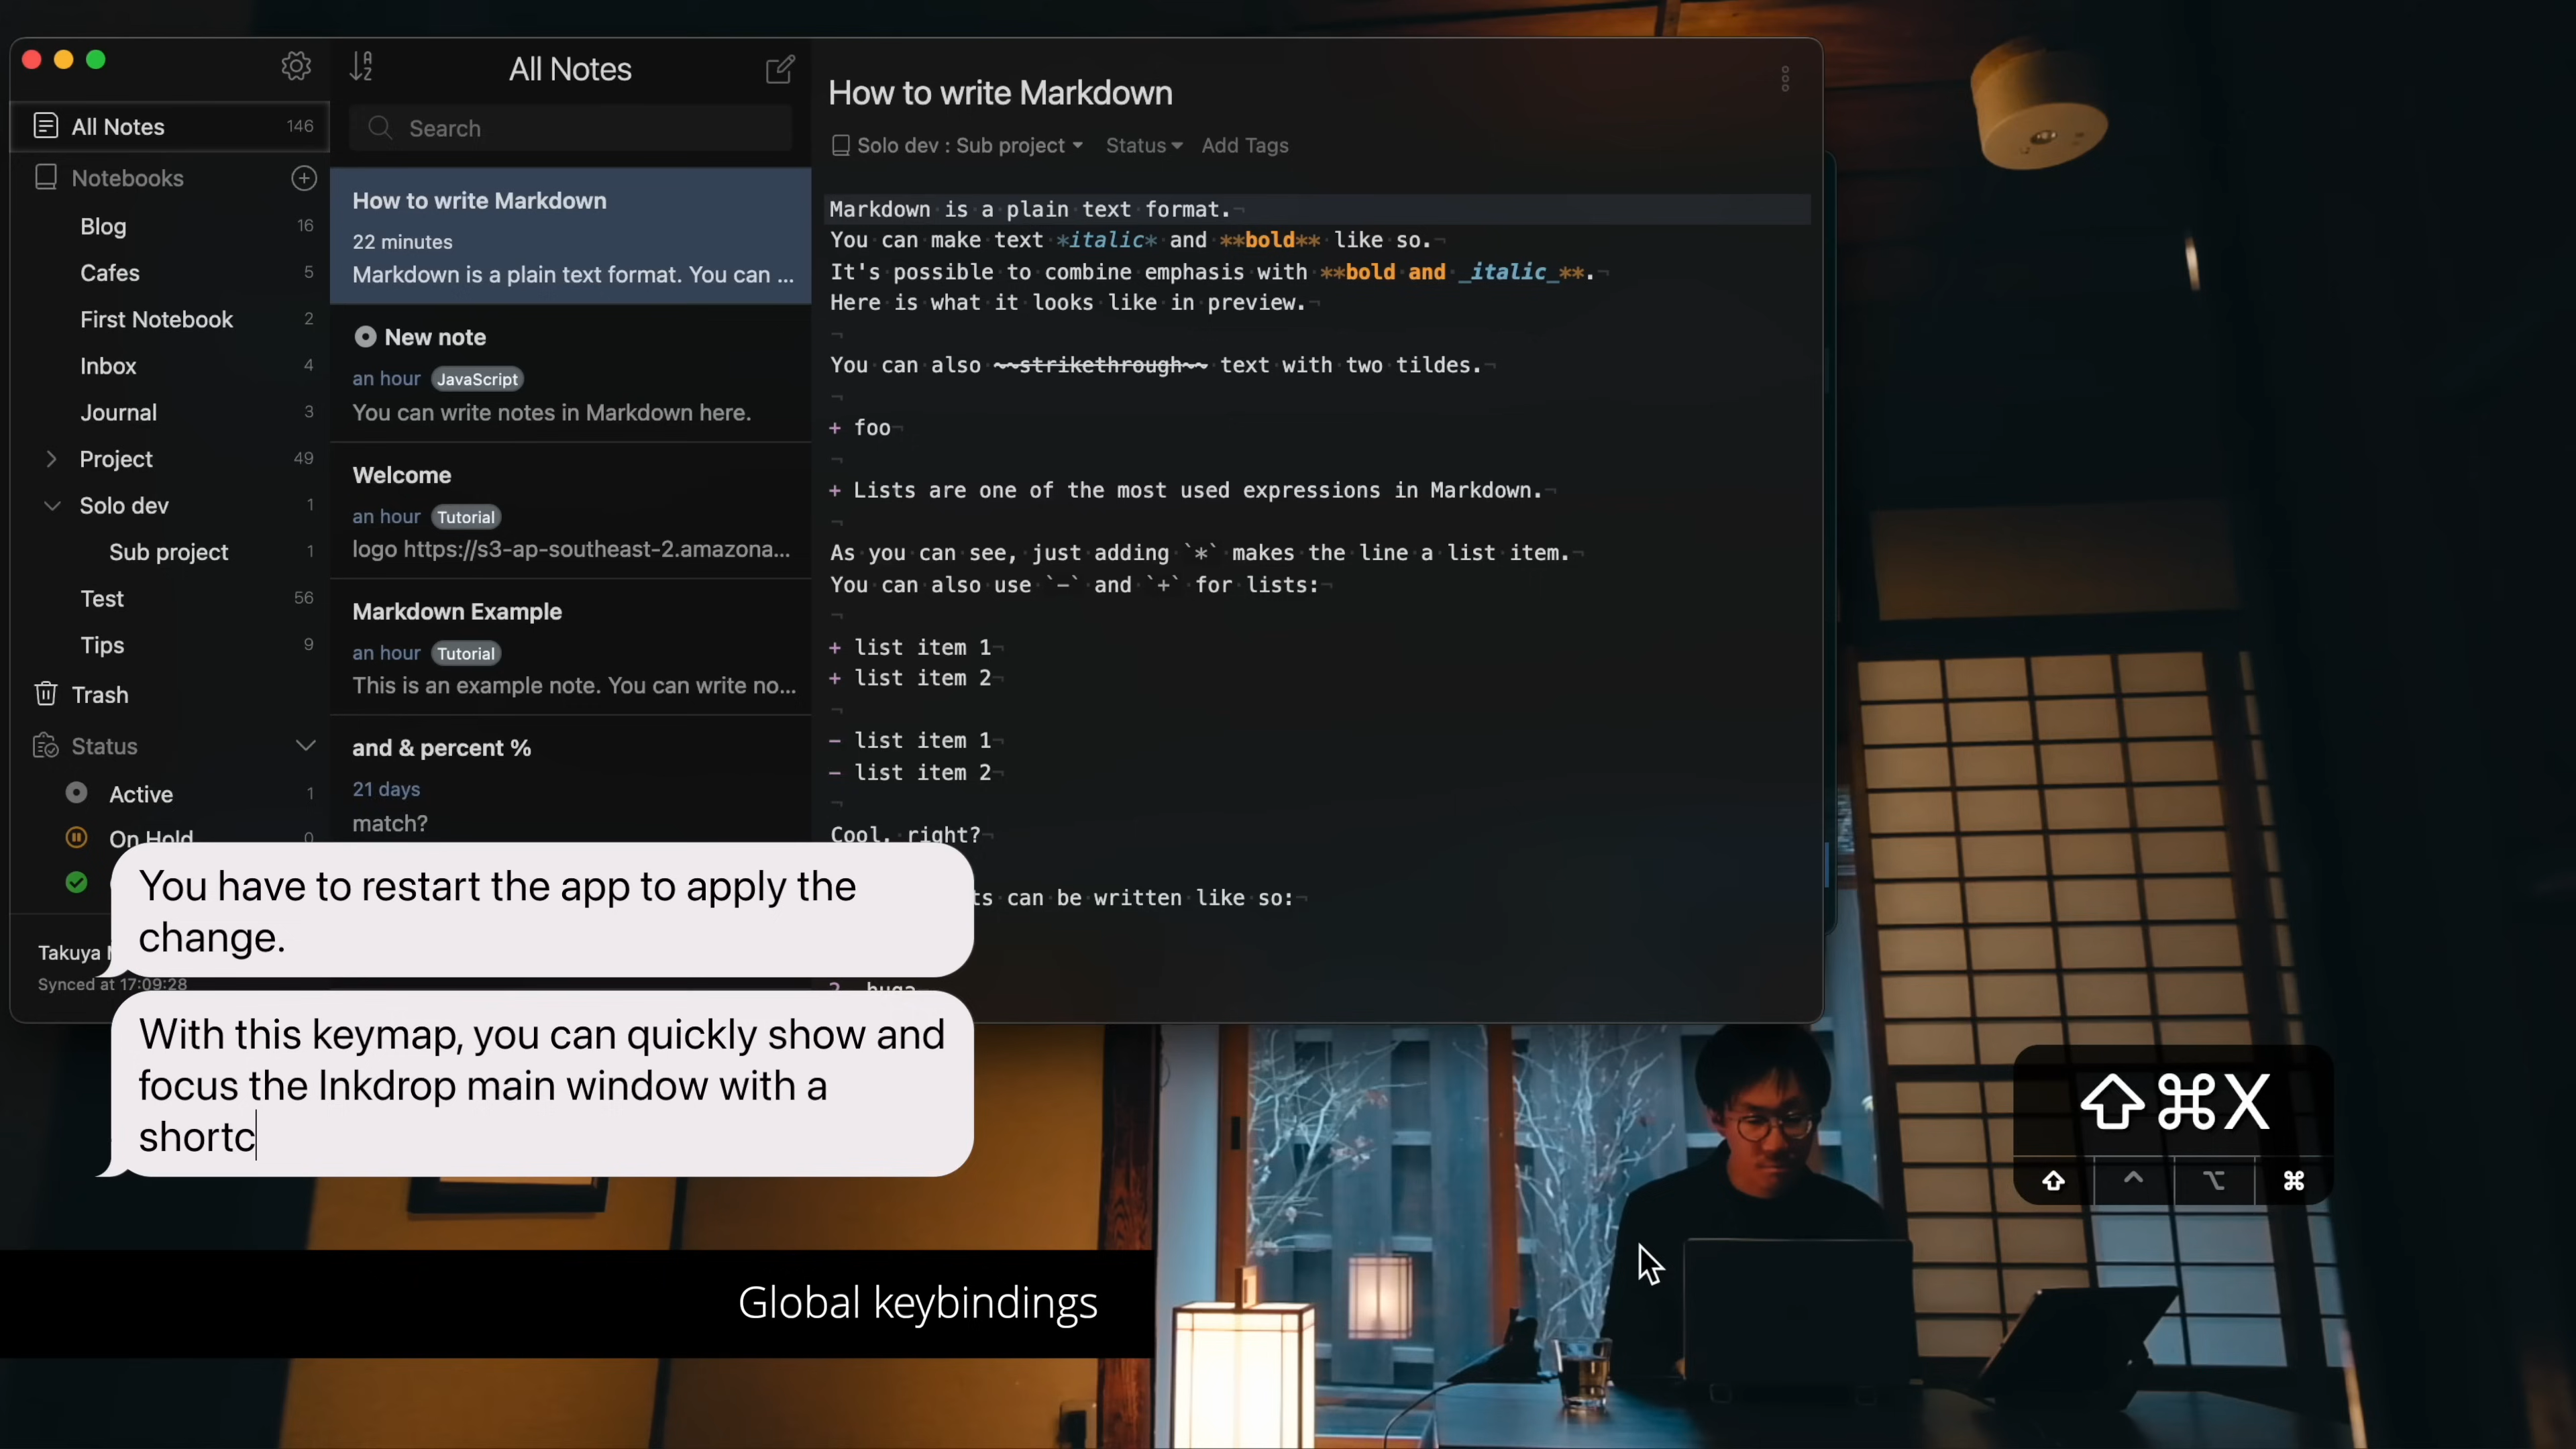 All Notes 146
Notebooks
Blog 16
Cafes 5
First Notebook 2
Inbox 4
Journal 3
Project 49
Solo dev 1
Sub project 1
Test 56
Tips 9
Trash
Status
Active 1
On Hold 0
Takuya
Synced at 17:09:28
All Notes
Search
How to write Markdown
22 minutes
Markdown is a plain text format. You can ...
New note
an hour JavaScript
You can write notes in Markdown here.
Welcome
an hour Tutorial
logo https://s3-ap-southeast-2.amazona...
Markdown Example
an hour Tutorial
This is an example note. You can write no...
and & percent %
21 days
match?
How to write Markdown
Solo dev : Sub project Status Add Tags
Markdown is a plain text format.
You can make text *italic* and **bold** like so.
It's possible to combine emphasis with **bold and _italic_**.
Here is what it looks like in preview.
You can also ~~strikethrough~~ text with two tildes.
+ foo
+ Lists are one of the most used expressions in Markdown.
As you can see, just adding `*` makes the line a list item.
You can also use `-` and `+` for lists:
+ list item 1
+ list item 2
- list item 1
- list item 2
Cool, right?
ts can be written like so:
2. huga
You have to restart the app to apply the
change.
With this keymap, you can quickly show and
focus the Inkdrop main window with a
shortc
Global keybindings
⇧⌘X
⇧ ^ ⌥ ⌘